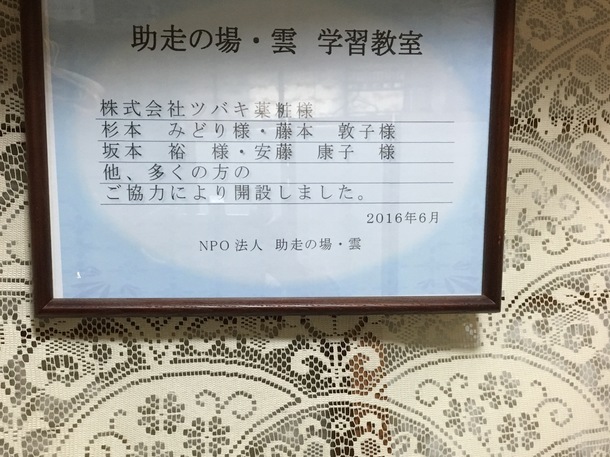 助走の場・雲 学習教室
株式会社ツバキ薬粧様
杉本 みどり様・藤本 敦子様
坂本 裕 様・安藤 康子 様
他、多くの方の
ご協力により開設しました。
2016年6月
NPO法人 助走の場・雲